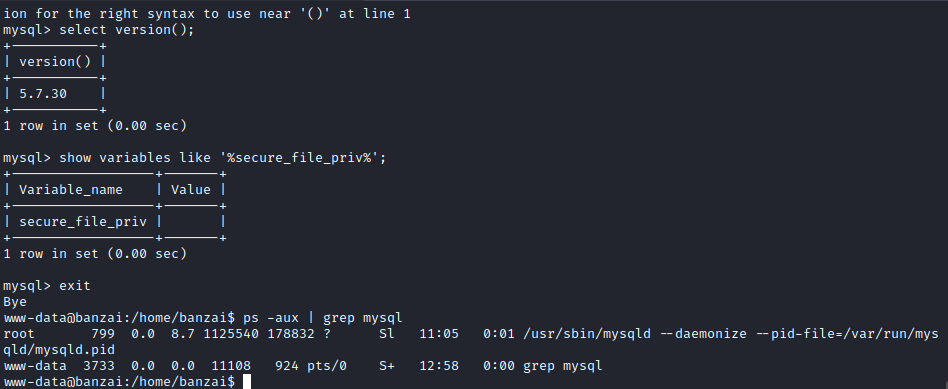 ion for the right syntax to use near '()' at line 1
mysql> select version();
+-----------+
| version() |
+-----------+
| 5.7.30    |
+-----------+
1 row in set (0.00 sec)

mysql> show variables like '%secure_file_priv%';
+------------------+-------+
| Variable_name    | Value |
+------------------+-------+
| secure_file_priv |       |
+------------------+-------+
1 row in set (0.00 sec)

mysql> exit
Bye
www-data@banzai:/home/banzai$ ps -aux | grep mysql
root       799  0.0  8.7 1125540 178832 ?      Sl   11:05   0:01 /usr/sbin/mysqld --daemonize --pid-file=/var/run/mys
qld/mysqld.pid
www-data  3733  0.0  0.0  11108   924 pts/0    S+   12:58   0:00 grep mysql
www-data@banzai:/home/banzai$